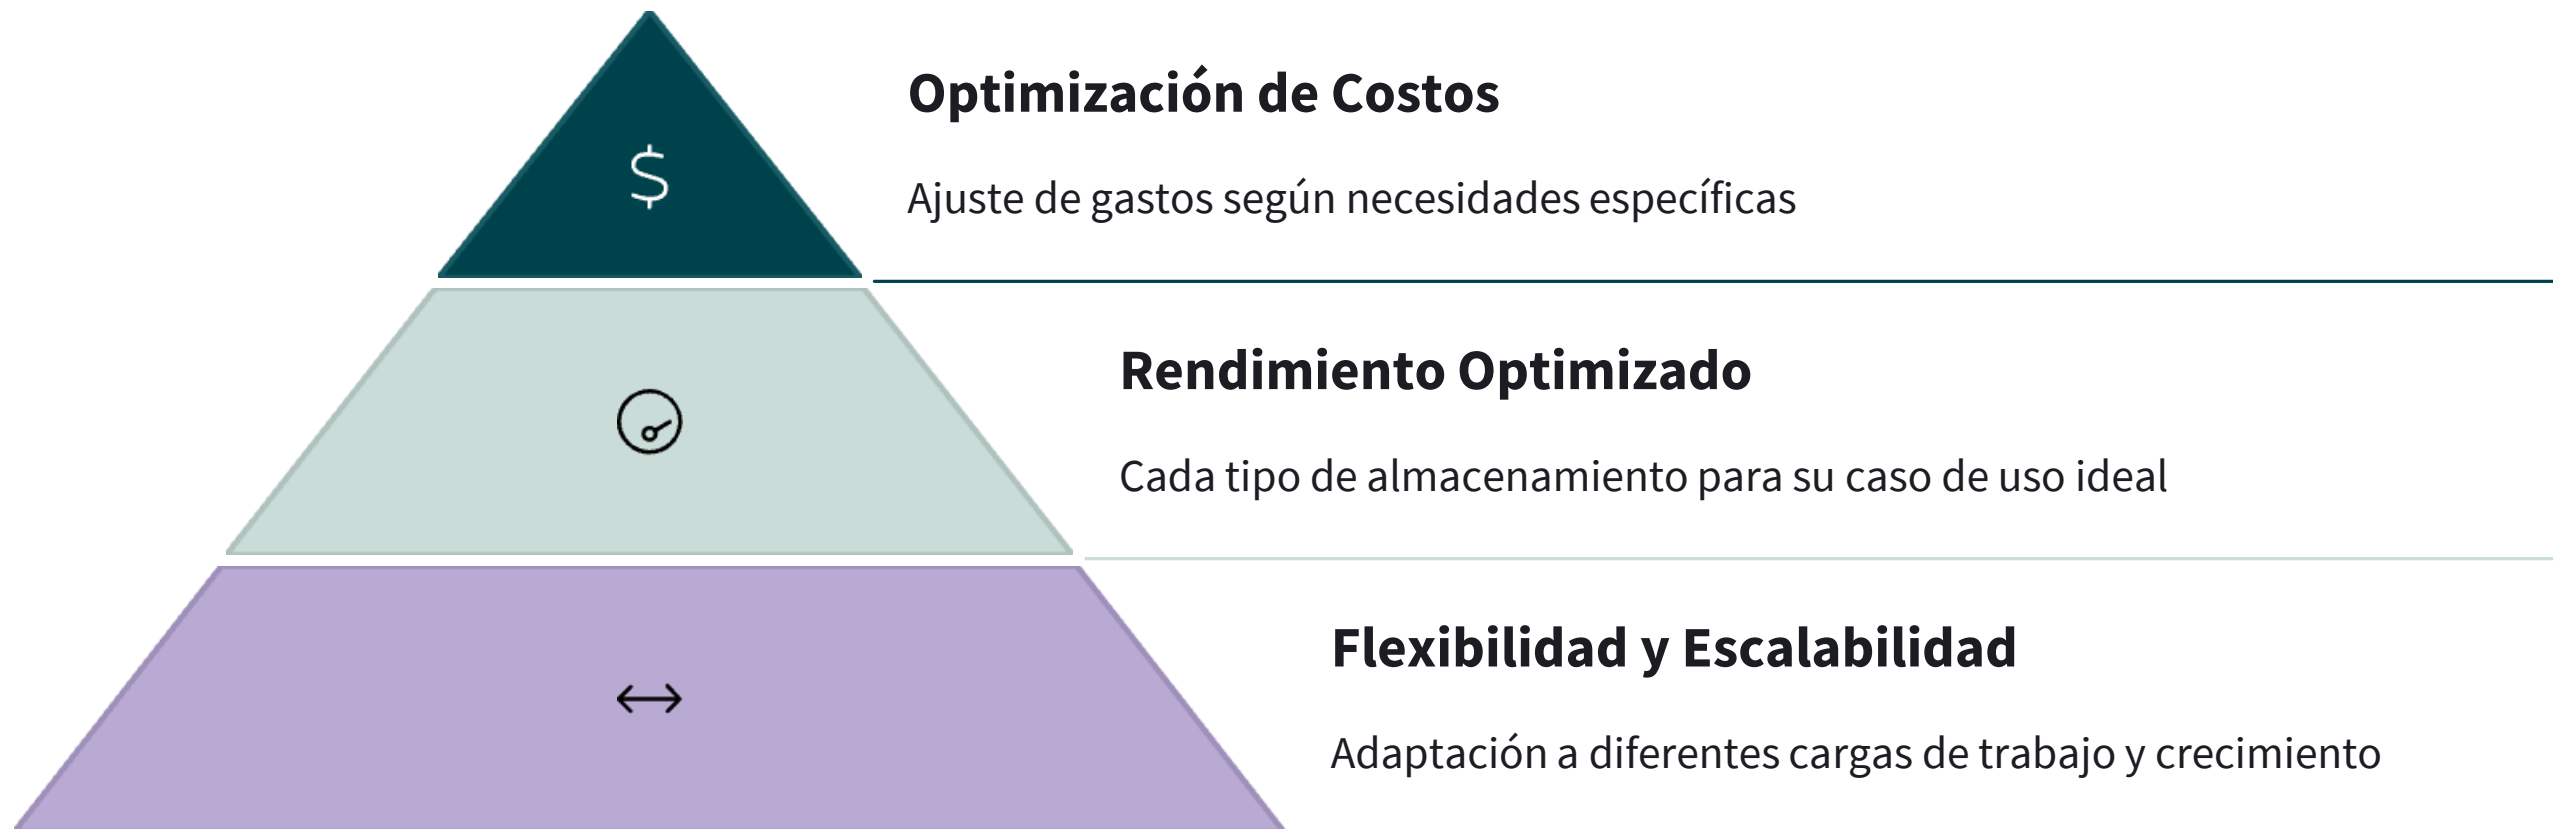 Optimización de Costos
$
Ajuste de gastos según necesidades específicas
Rendimiento Optimizado
Cada tipo de almacenamiento para su caso de uso ideal
Flexibilidad y Escalabilidad
Adaptación a diferentes cargas de trabajo y crecimiento